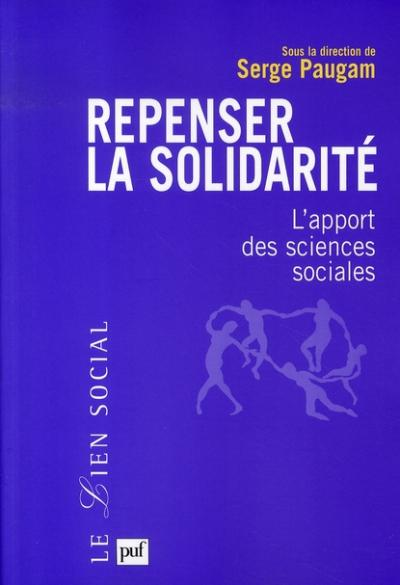 Sous la direction de
Serge Paugam
REPENSER
LA SOLIDARITÉ
L'apport
des sciences
sociales
LE LIEN SOCIAL
puf